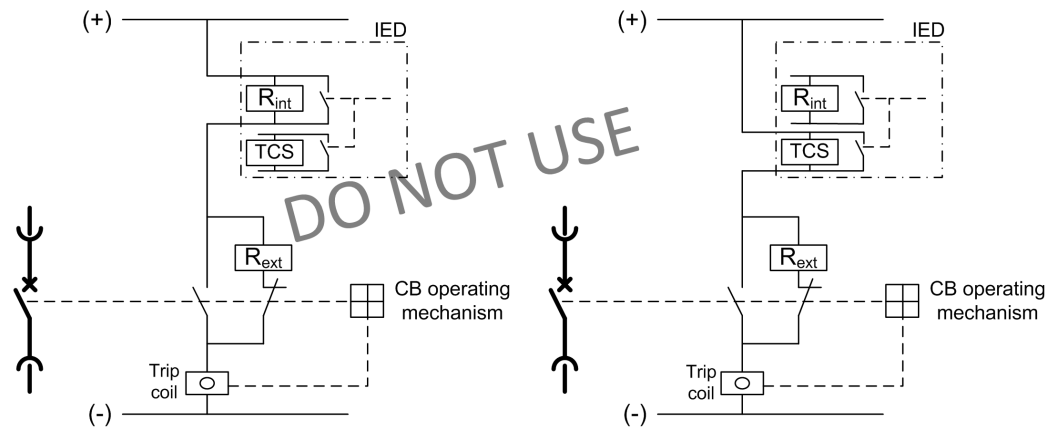 (+)
IED
Rint
TCS
DO NOT USE
Rext
CB operating
mechanism
Trip
coil
(-)
(+)
IED
Rint
TCS
Rext
CB operating
mechanism
Trip
coil
(-)